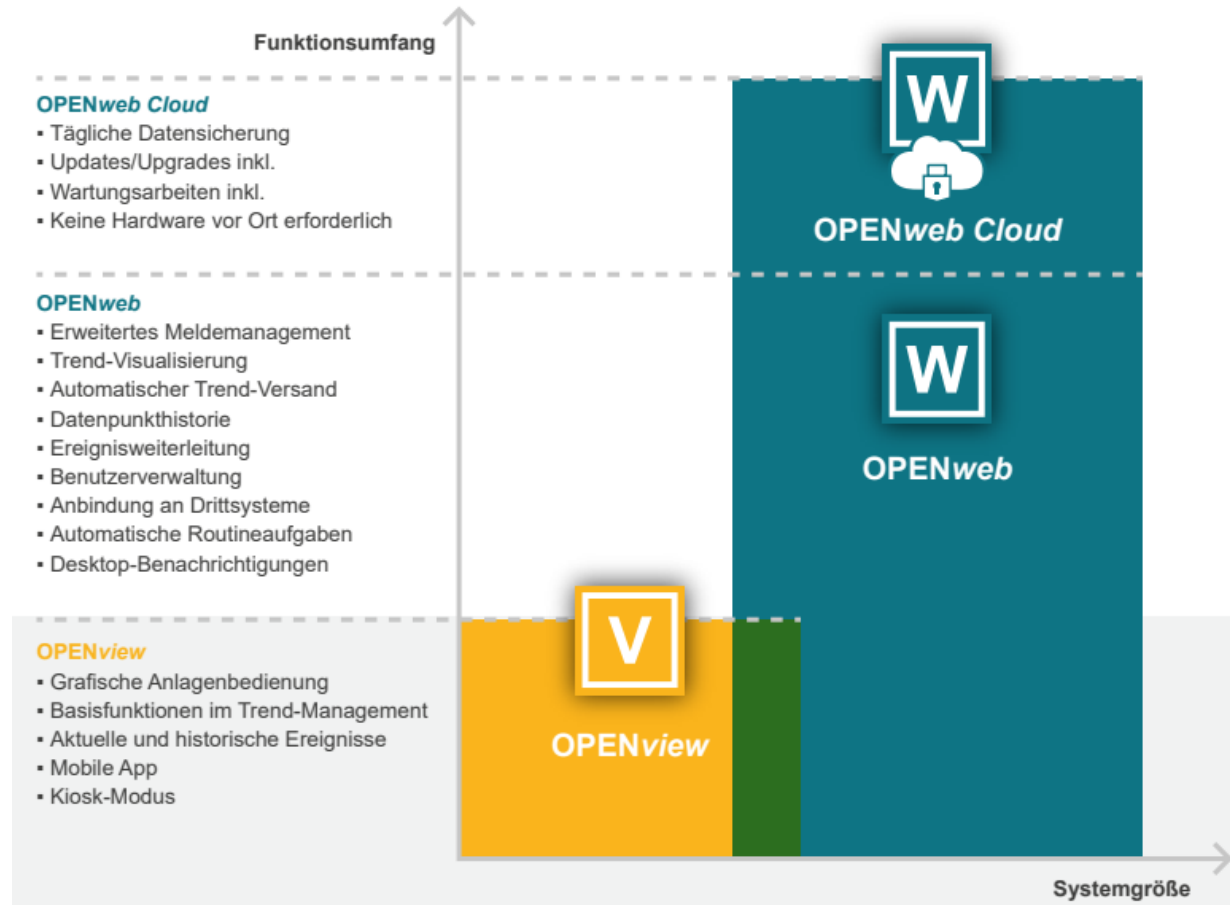 Funktionsumfang
OPENweb Cloud
▪ Tägliche Datensicherung
▪ Updates/Upgrades inkl.
▪ Wartungsarbeiten inkl.
▪ Keine Hardware vor Ort erforderlich
W
OPENweb Cloud
OPENweb
▪ Erweitertes Meldemanagement
▪ Trend-Visualisierung
▪ Automatischer Trend-Versand
▪ Datenpunkthistorie
▪ Ereignisweiterleitung
▪ Benutzerverwaltung
▪ Anbindung an Drittsysteme
▪ Automatische Routineaufgaben
▪ Desktop-Benachrichtigungen
W
OPENweb
OPENview
▪ Grafische Anlagenbedienung
▪ Basisfunktionen im Trend-Management
▪ Aktuelle und historische Ereignisse
▪ Mobile App
▪ Kiosk-Modus
V
OPENview
Systemgröße